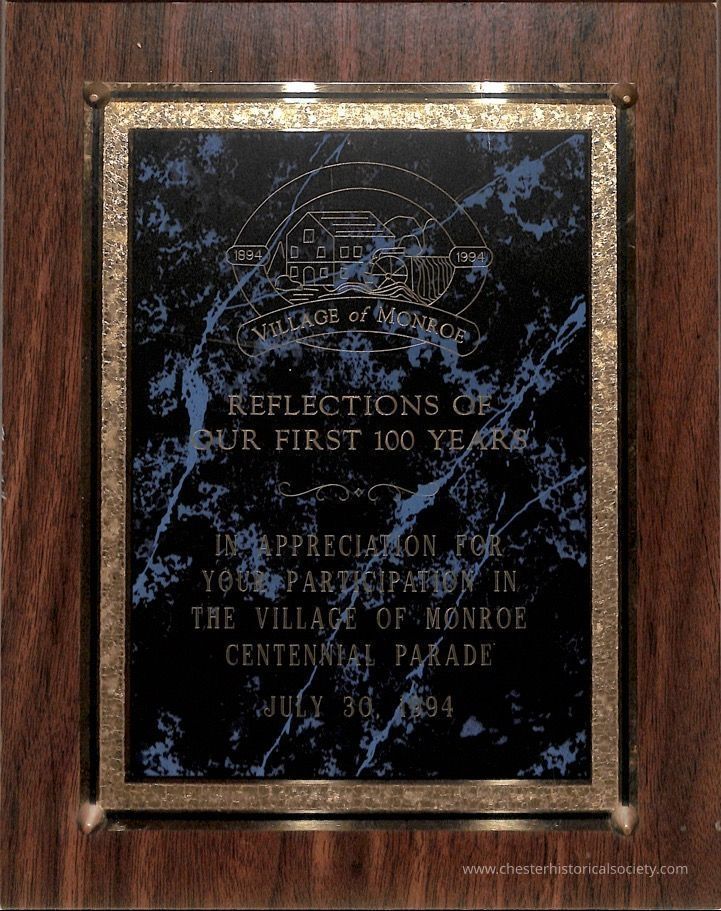 1894
1994
VILLAGE of MONROE
REFLECTIONS OF
OUR FIRST 100 YEARS
IN APPRECIATION FOR
YOUR PARTICIPATION IN
THE VILLAGE OF MONROE
CENTENNIAL PARADE
JULY 30, 1994
www.chesterhistoricalsociety.com